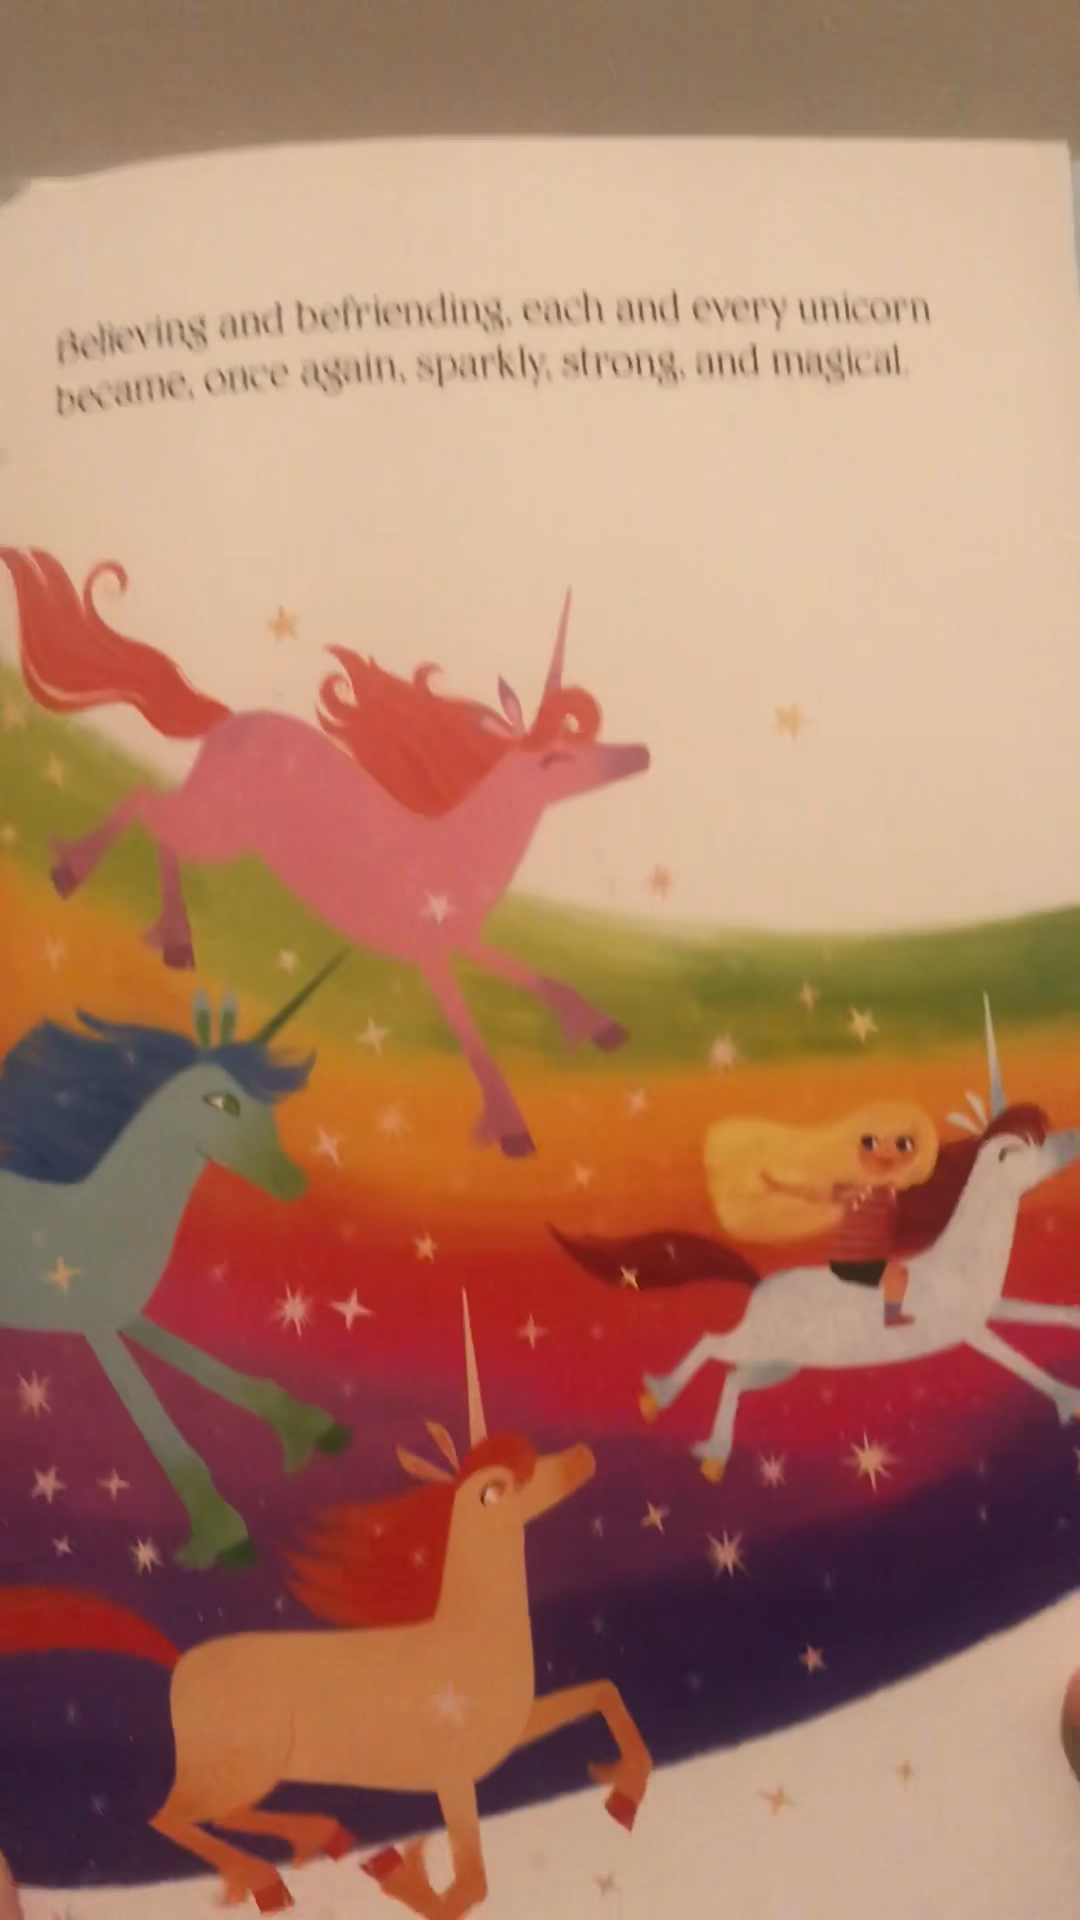 Believing and befriending, each and every unicorn
became, once again, sparkly, strong, and magical.